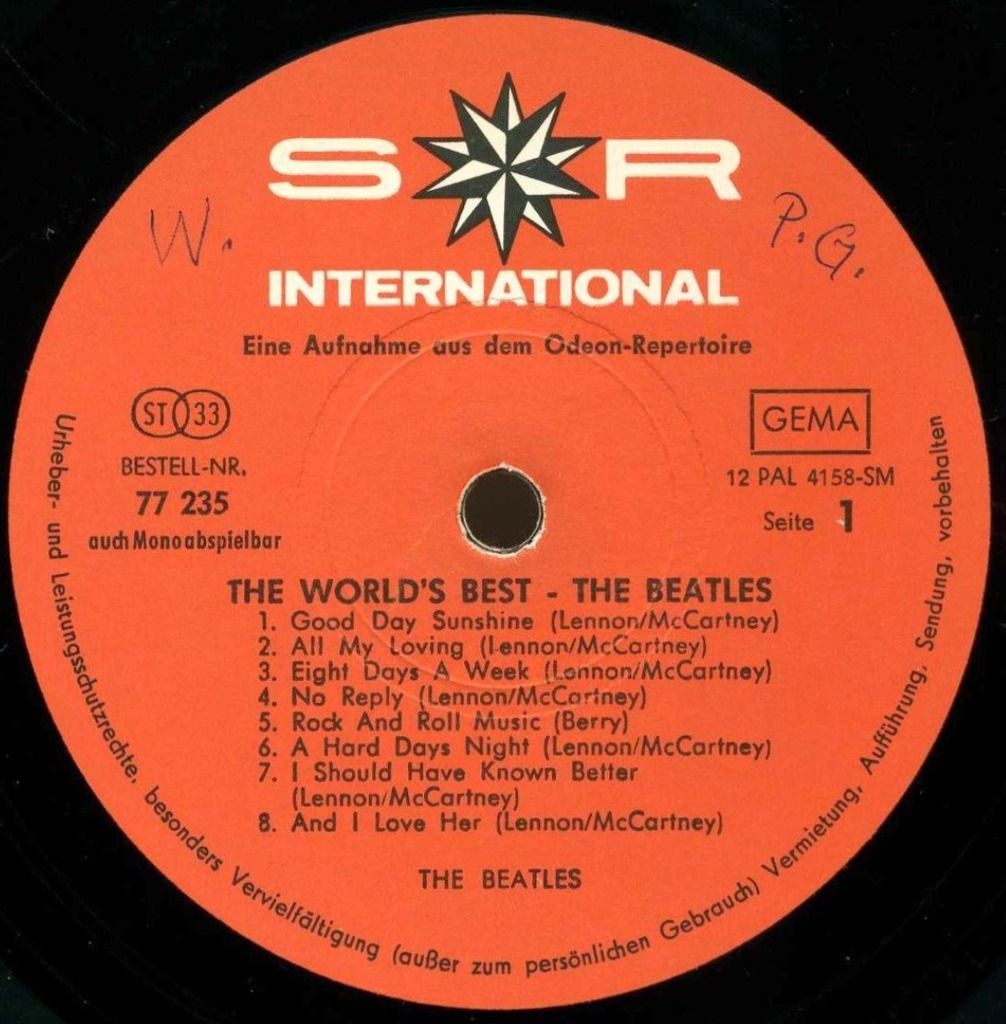 S R
W.
P. G.
INTERNATIONAL
Eine Aufnahme aus dem Odeon-Repertoire
ST 33
GEMA
BESTELL-NR.
77 235
auch Mono abspielbar
12 PAL 4158-SM
Seite 1
THE WORLD'S BEST - THE BEATLES
1. Good Day Sunshine (Lennon/McCartney)
2. All My Loving (Lennon/McCartney)
3. Eight Days A Week (Lennon/McCartney)
4. No Reply (Lennon/McCartney)
5. Rock And Roll Music (Berry)
6. A Hard Days Night (Lennon/McCartney)
7. I Should Have Known Better
(Lennon/McCartney)
8. And I Love Her (Lennon/McCartney)
THE BEATLES
Urheber- und Leistungsschutzrechte, besonders Vervielfältigung (außer zum persönlichen Gebrauch) Vermietung, Aufführung, Sendung, vorbehalten